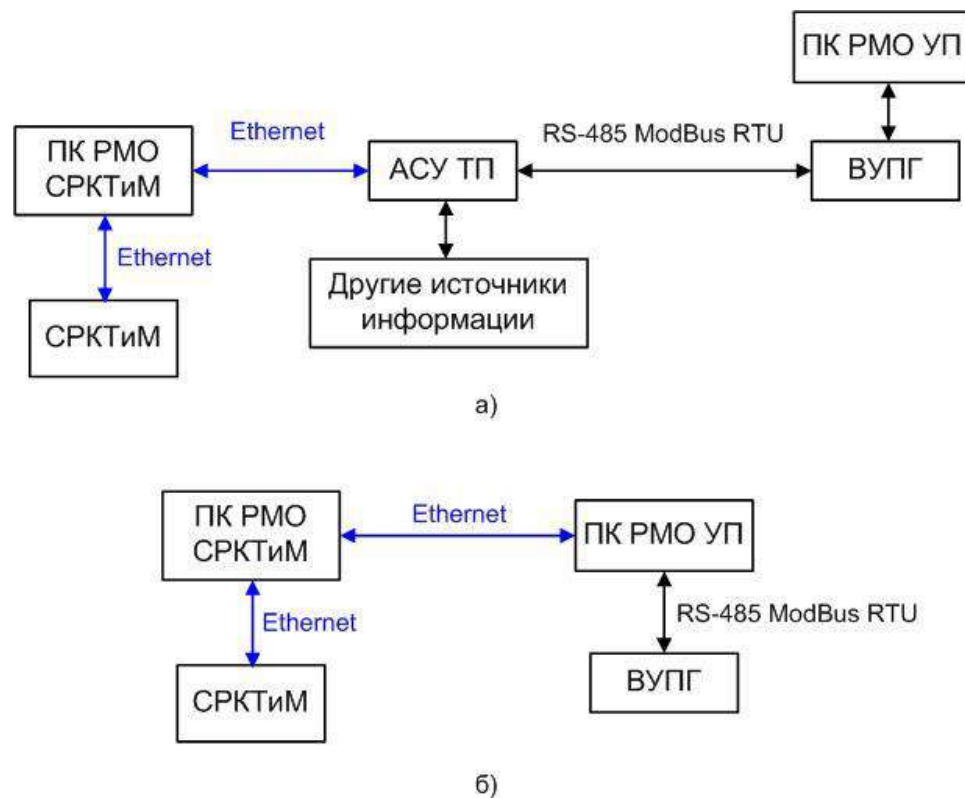 ПК РМО УП
Ethernet
RS-485 ModBus RTU
ПК РМО
СРКТиМ
АСУ ТП
ВУПГ
Ethernet
Другие источники
информации
СРКТиМ
а)
ПК РМО
СРКТиМ
Ethernet
ПК РМО УП
Ethernet
RS-485 ModBus RTU
СРКТиМ
ВУПГ
б)